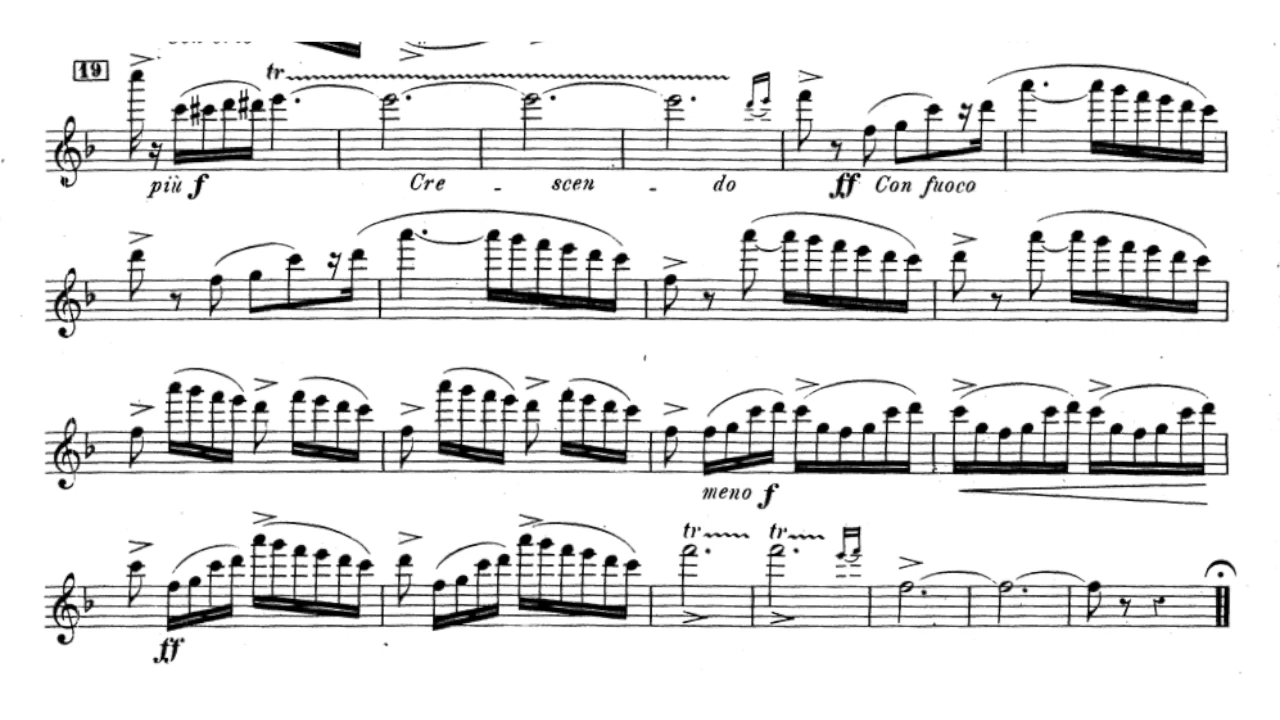 19
tr
più f
Cre - scen - do
ff Con fuoco
meno f
tr tr
ff